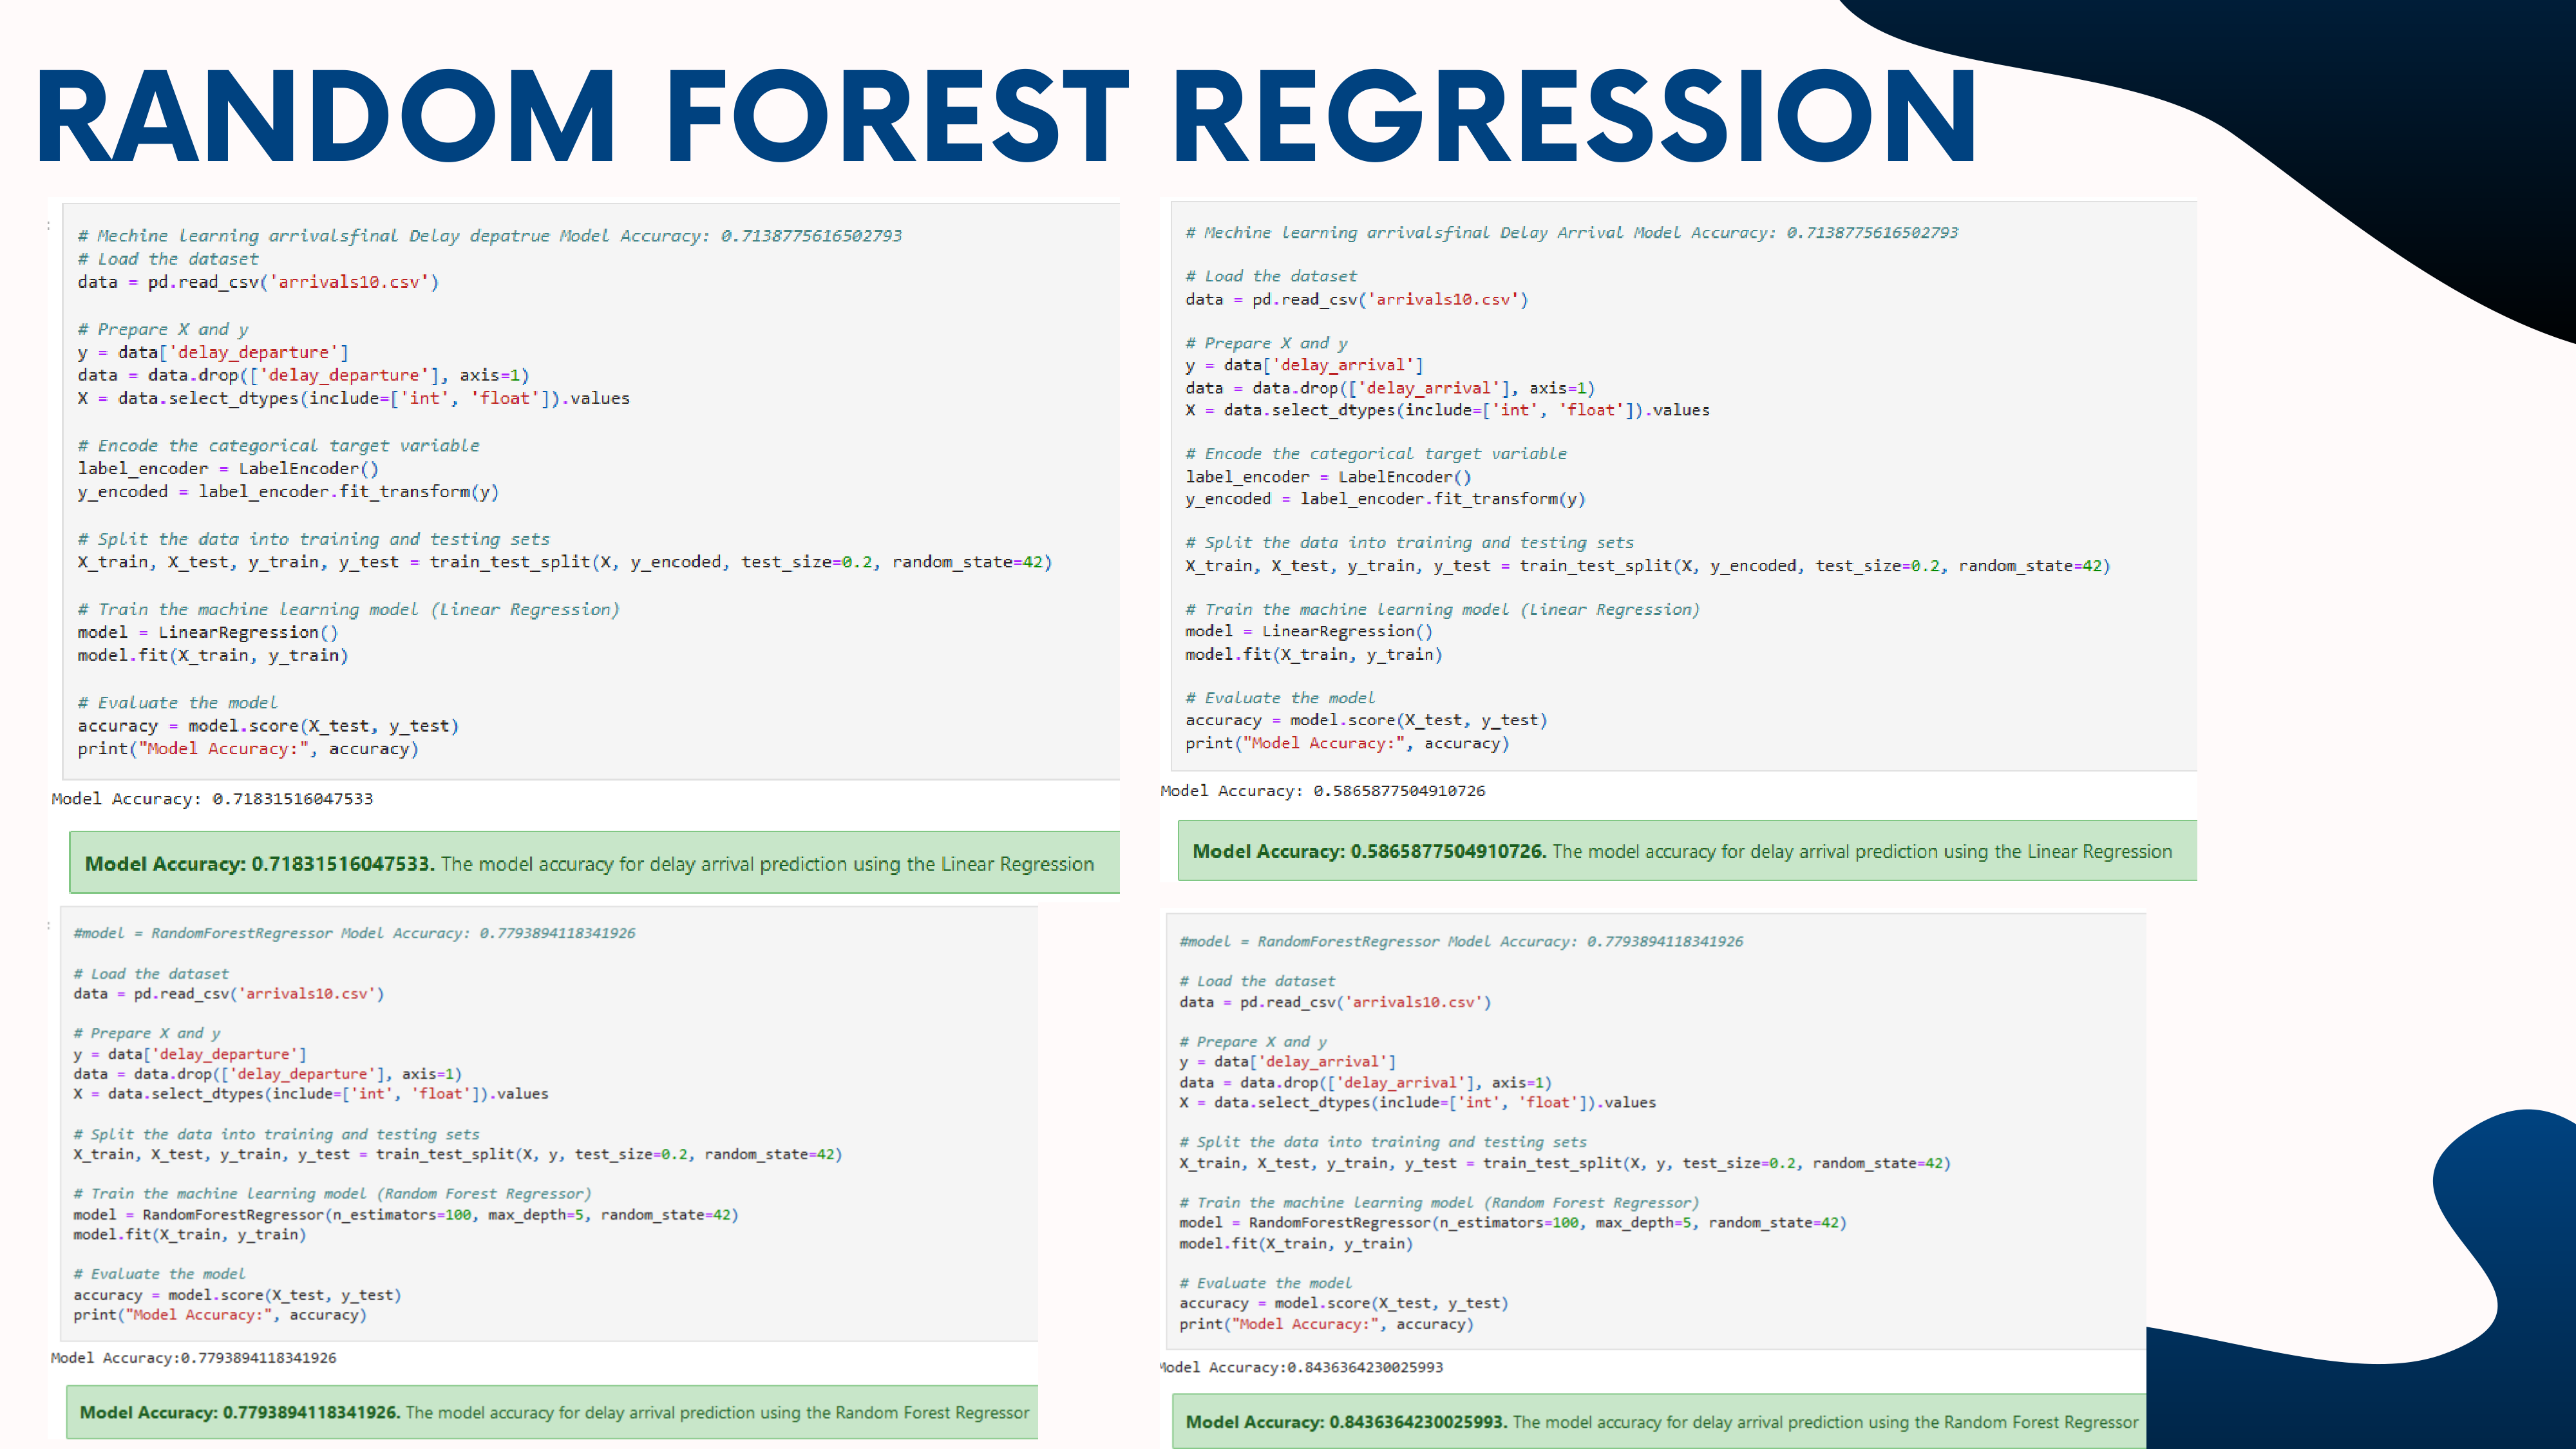 RANDOM FOREST REGRESSION
:
# Mechine learning arrivalsfinal Delay depatrue Model Accuracy: 0.7138775616502793
# Load the dataset
data = pd.read_csv('arrivals10.csv')
# Prepare X and y
y = data['delay_departure']
data = data.drop(['delay_departure'], axis=1)
X = data.select_dtypes(include=['int', 'float']).values
# Encode the categorical target variable
label_encoder = LabelEncoder()
y_encoded = label_encoder.fit_transform(y)
# Split the data into training and testing sets
X_train, X_test, y_train, y_test = train_test_split(X, y_encoded, test_size=0.2, random_state=42)
# Train the machine learning model (Linear Regression)
model = LinearRegression()
model.fit(X_train, y_train)
# Evaluate the model
accuracy = model.score(X_test, y_test)
print("Model Accuracy:", accuracy)
Model Accuracy: 0.71831516047533
Model Accuracy: 0.71831516047533. The model accuracy for delay arrival prediction using the Linear Regression
# Mechine learning arrivalsfinal Delay Arrival Model Accuracy: 0.7138775616502793
# Load the dataset
data = pd.read_csv('arrivals10.csv')
# Prepare X and y
y = data['delay_arrival']
data = data.drop(['delay_arrival'], axis=1)
X = data.select_dtypes(include=['int', 'float']).values
# Encode the categorical target variable
label_encoder = LabelEncoder()
y_encoded = label_encoder.fit_transform(y)
# Split the data into training and testing sets
X_train, X_test, y_train, y_test = train_test_split(X, y_encoded, test_size=0.2, random_state=42)
# Train the machine learning model (Linear Regression)
model = LinearRegression()
model.fit(X_train, y_train)
# Evaluate the model
accuracy = model.score(X_test, y_test)
print("Model Accuracy:", accuracy)
Model Accuracy: 0.5865877504910726
Model Accuracy: 0.5865877504910726. The model accuracy for delay arrival prediction using the Linear Regression
:
#model = RandomForestRegressor Model Accuracy: 0.7793894118341926
# Load the dataset
data = pd.read_csv('arrivals10.csv')
# Prepare X and y
y = data['delay_departure']
data = data.drop(['delay_departure'], axis=1)
X = data.select_dtypes(include=['int', 'float']).values
# Split the data into training and testing sets
X_train, X_test, y_train, y_test = train_test_split(X, y, test_size=0.2, random_state=42)
# Train the machine learning model (Random Forest Regressor)
model = RandomForestRegressor(n_estimators=100, max_depth=5, random_state=42)
model.fit(X_train, y_train)
# Evaluate the model
accuracy = model.score(X_test, y_test)
print("Model Accuracy:", accuracy)
Model Accuracy:0.7793894118341926
Model Accuracy: 0.7793894118341926. The model accuracy for delay arrival prediction using the Random Forest Regressor
#model = RandomForestRegressor Model Accuracy: 0.7793894118341926
# Load the dataset
data = pd.read_csv('arrivals10.csv')
# Prepare X and y
y = data['delay_arrival']
data = data.drop(['delay_arrival'], axis=1)
X = data.select_dtypes(include=['int', 'float']).values
# Split the data into training and testing sets
X_train, X_test, y_train, y_test = train_test_split(X, y, test_size=0.2, random_state=42)
# Train the machine learning model (Random Forest Regressor)
model = RandomForestRegressor(n_estimators=100, max_depth=5, random_state=42)
model.fit(X_train, y_train)
# Evaluate the model
accuracy = model.score(X_test, y_test)
print("Model Accuracy:", accuracy)
Model Accuracy:0.8436364230025993
Model Accuracy: 0.8436364230025993. The model accuracy for delay arrival prediction using the Random Forest Regressor